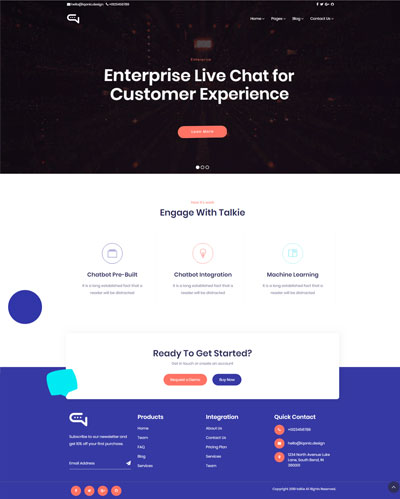 hello@iqonic.design +0123456789
Home Pages Blog Contact Us
Enterprise
Enterprise Live Chat for
Customer Experience
Read More
Engage With Talkie
Chatbot Pre-Built
It is a long established fact that a
reader will be distracted
Chatbot Integration
It is a long established fact that a
reader will be distracted
Machine Learning
It is a long established fact that a
reader will be distracted
Ready To Get Started?
Get in touch or create an account
Request a Demo
Buy Now
Subscribe to our newsletter and
get 10% off your first purchase.
Email Address
Products
Home
Team
FAQ
Blog
Services
Integration
About Us
Contact Us
Pricing Plan
Services
Team
Quick Contact
+0123456789
hello@iqonic.design
1234 North Avenue Luke
Lane, South Bend, IN
360001
Copyright 2019 talkie All Rights Reserved.